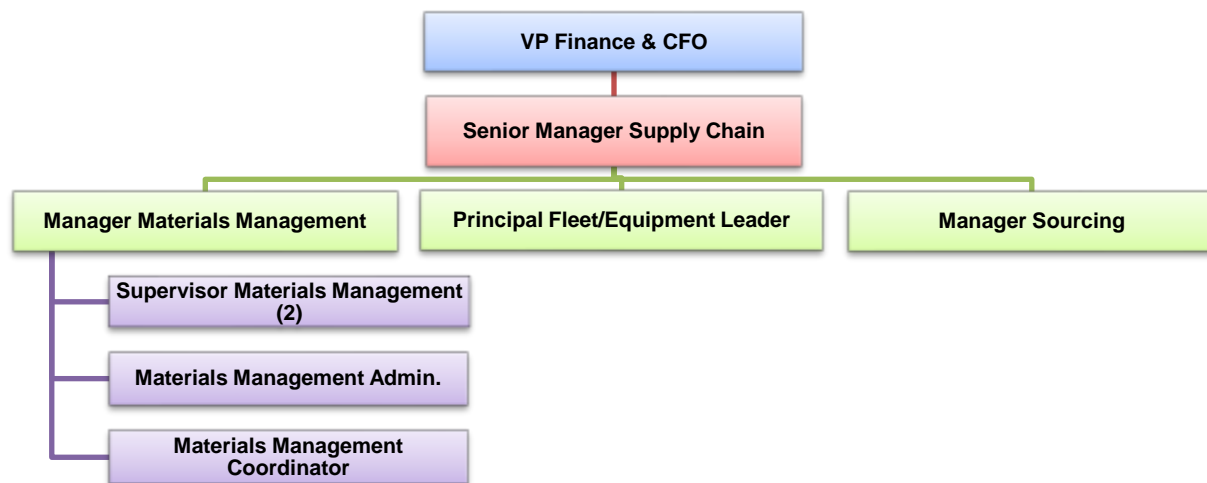 VP Finance & CFO
Senior Manager Supply Chain
Manager Materials Management
Principal Fleet/Equipment Leader
Manager Sourcing
Supervisor Materials Management
(2)
Materials Management Admin.
Materials Management
Coordinator